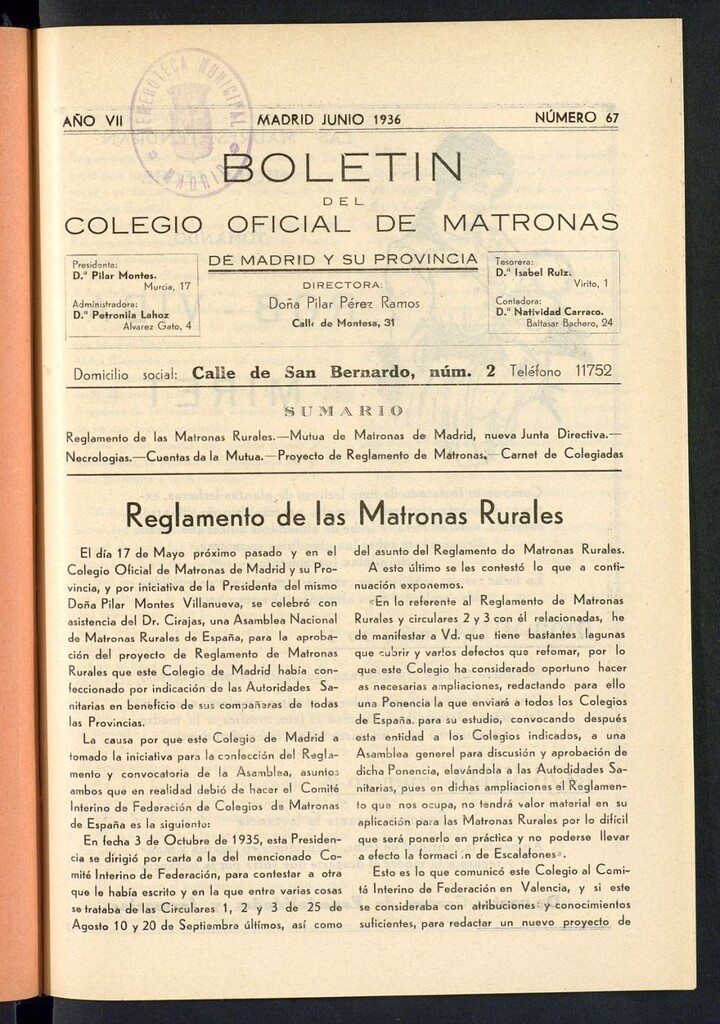 HEMEROTECA MUNICIPAL
MADRID
AÑO VII MADRID JUNIO 1936 NÚMERO 67
BOLETIN
DEL
COLEGIO OFICIAL DE MATRONAS
DE MADRID Y SU PROVINCIA
Presidenta:
D.ª Pilar Montes.
Murcia, 17
Administradora:
D.ª Petronila Lahoz
Alvarez Gato, 4
DIRECTORA:
Doña Pilar Pérez Ramos
Calle de Montesa, 31
Tesorera:
D.ª Isabel Ruiz.
Virito, 1
Contadora:
D.ª Natividad Carraco.
Baltasar Bachero, 24
Domicilio social: Calle de San Bernardo, núm. 2 Teléfono 11752
SUMARIO
Reglamento de las Matronas Rurales.—Mutua de Matronas de Madrid, nueva Junta Directiva.—
Necrologias.—Cuentas da la Mutua.—Proyecto de Reglamento de Matronas.—Carnet de Colegiadas
Reglamento de las Matronas Rurales
El día 17 de Mayo próximo pasado y en el
Colegio Oficial de Matronas de Madrid y su Pro-
vincia, y por iniciativa de la Presidenta del mismo
Doña Pilar Montes Villanueva, se celebró con
asistencia del Dr. Cirajas, una Asamblea Nacional
de Matronas Rurales de España, para la aproba-
ción del proyecto de Reglamento de Matronas
Rurales que este Colegio de Madrid había con-
feccionado por indicación de las Autoridades Sa-
nitarias en beneficio de sus compañeras de todas
las Provincias.
La causa por que este Colegio de Madrid a
tomado la iniciativa para la confección del Regla-
mento y convocatoria de la Asamblea, asuntos
ambos que en realidad debió de hacer el Comité
Interino de Federación de Colegios de Matronas
de España es la siguiente:
En fecha 3 de Octubre de 1935, esta Presiden-
cia se dirigió por carta a la del mencionado Co-
mité Interino de Federación, para contestar a otra
que le había escrito y en la que entre varias cosas
se trataba de las Circulares 1, 2 y 3 de 25 de
Agosto 10 y 20 de Septiembre últimos, así como
del asunto del Reglamento do Matronas Rurales.
A esto último se les contestó lo que a conti-
nuación exponemos.
«En lo referente al Reglamento de Matronas
Rurales y circulares 2 y 3 con él relacionadas, he
de manifestar a Vd. que tiene bastantes lagunas
que cubrir y varios defectos que refomar, por lo
que este Colegio ha considerado oportuno hacer
as necesarias ampliaciones, redactando para ello
una Ponencia la que enviará a todos los Colegios
de España, para su estudio, convocando después
esta entidad a los Colegios indicados, a una
Asamblea general para discusión y aprobación de
dicha Ponencia, elevándola a las Autodidades Sa-
nitarias, pues en dichas ampliaciones el Reglamen-
to que nos ocupa, no tendrá valor material en su
aplicación para las Matronas Rurales por lo difícil
que será ponerlo en práctica y no poderse llevar
a efecto la formaci n de Escalafones».
Esto es lo que comunicó este Colegio al Comi-
tá Interino de Federación en Valencia, y si este
se consideraba con atribuciones y conocimientos
suficientes, para redactar un nuevo proyecto de